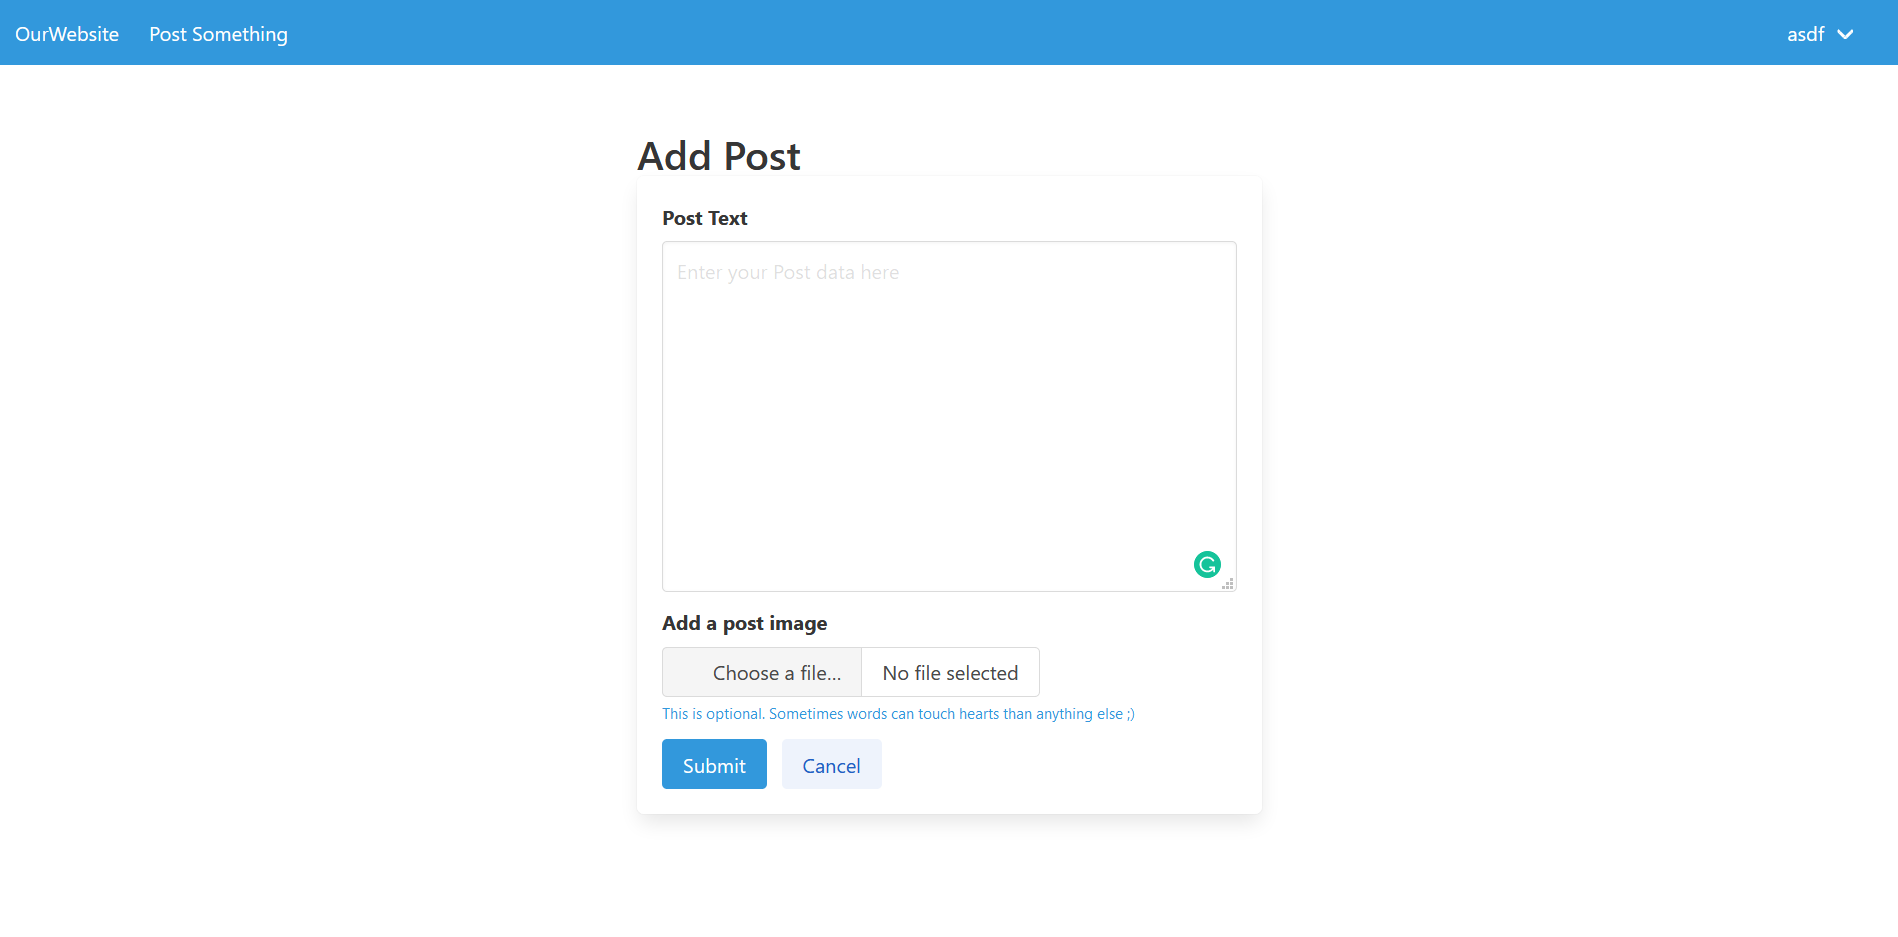 OurWebsite Post Something asdf
Add Post
Post Text
Enter your Post data here
Add a post image
Choose a file... No file selected
This is optional. Sometimes words can touch hearts than anything else ;)
Submit Cancel